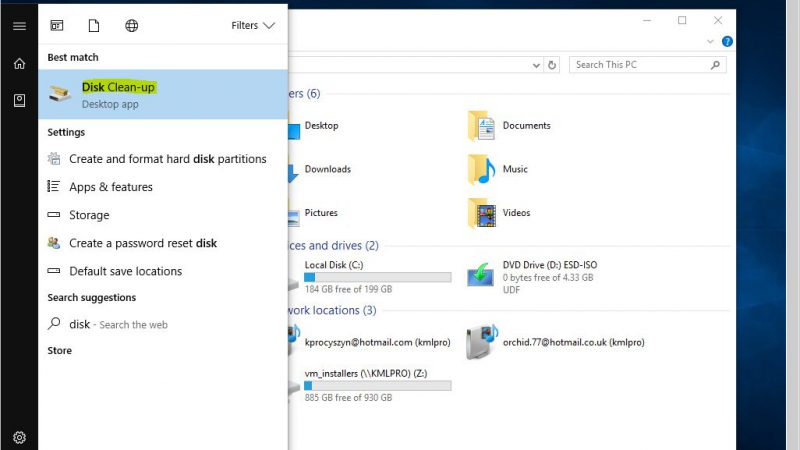 Filters
Best match
Disk Clean-up
Desktop app
Settings
Create and format hard disk partitions
Apps & features
Storage
Create a password reset disk
Default save locations
Search suggestions
disk - Search the web
Store
?
Search This PC
ers (6)
Desktop
Documents
Downloads
Music
Pictures
Videos
ices and drives (2)
Local Disk (C:)
184 GB free of 199 GB
DVD Drive (D:) ESD-ISO
0 bytes free of 4.33 GB
UDF
work locations (3)
kprocyszyn@hotmail.com (kmlpro)
orchid.77@hotmail.co.uk (kmlpro)
vm_installers (\\KMLPRO) (Z:)
885 GB free of 930 GB